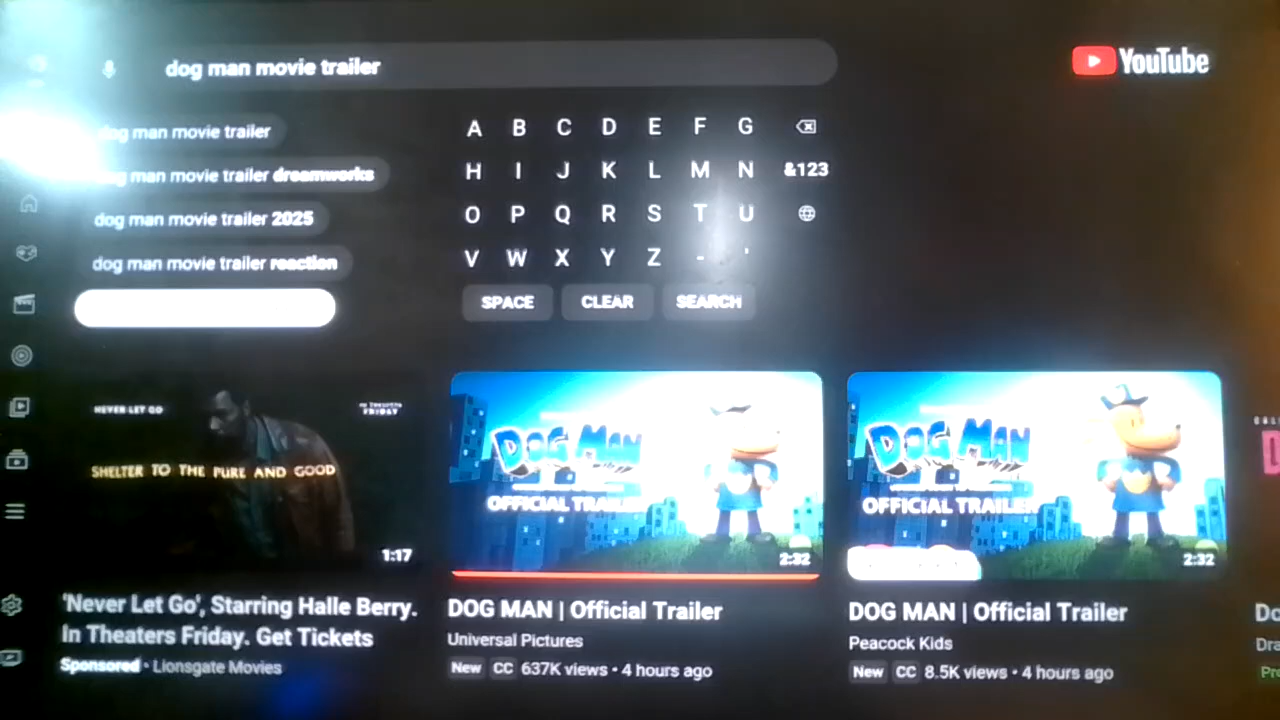 dog man movie trailer
YouTube
dog man movie trailer
dog man movie trailer dreamworks
dog man movie trailer 2025
dog man movie trailer reaction
A B C D E F G
H I J K L M N &123
O P Q R S T U
V W X Y Z - '
SPACE CLEAR SEARCH
NEVER LET GO
IN THEATERS
FRIDAY
SHELTER TO THE PURE AND GOOD
1:17
DOG MAN
OFFICIAL TRAILER
2:32
DOG MAN
OFFICIAL TRAILER
2:32
'Never Let Go', Starring Halle Berry.
In Theaters Friday. Get Tickets
Sponsored • Lionsgate Movies
DOG MAN | Official Trailer
Universal Pictures
New CC 637K views • 4 hours ago
DOG MAN | Official Trailer
Peacock Kids
New CC 8.5K views • 4 hours ago